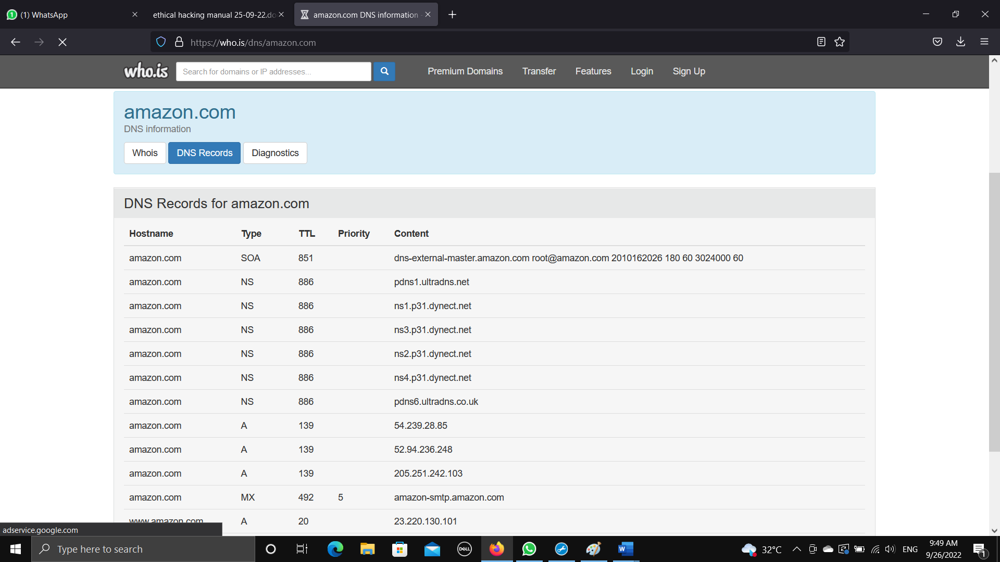 (1) WhatsApp
ethical hacking manual 25-09-22.do
amazon.com DNS information -
https://who.is/dns/amazon.com
who.is
Search for domains or IP addresses...
Premium Domains Transfer Features Login Sign Up
amazon.com
DNS information
Whois DNS Records Diagnostics
DNS Records for amazon.com
Hostname Type TTL Priority Content
amazon.com SOA 851 dns-external-master.amazon.com root@amazon.com 2010162026 180 60 3024000 60
amazon.com NS 886 pdns1.ultradns.net
amazon.com NS 886 ns1.p31.dynect.net
amazon.com NS 886 ns3.p31.dynect.net
amazon.com NS 886 ns2.p31.dynect.net
amazon.com NS 886 ns4.p31.dynect.net
amazon.com NS 886 pdns6.ultradns.co.uk
amazon.com A 139 54.239.28.85
amazon.com A 139 52.94.236.248
amazon.com A 139 205.251.242.103
amazon.com MX 492 5 amazon-smtp.amazon.com
www.amazon.com A 20 23.220.130.101
adservice.google.com
Type here to search
DELL
W
32°C
ENG
9:49 AM
9/26/2022
1